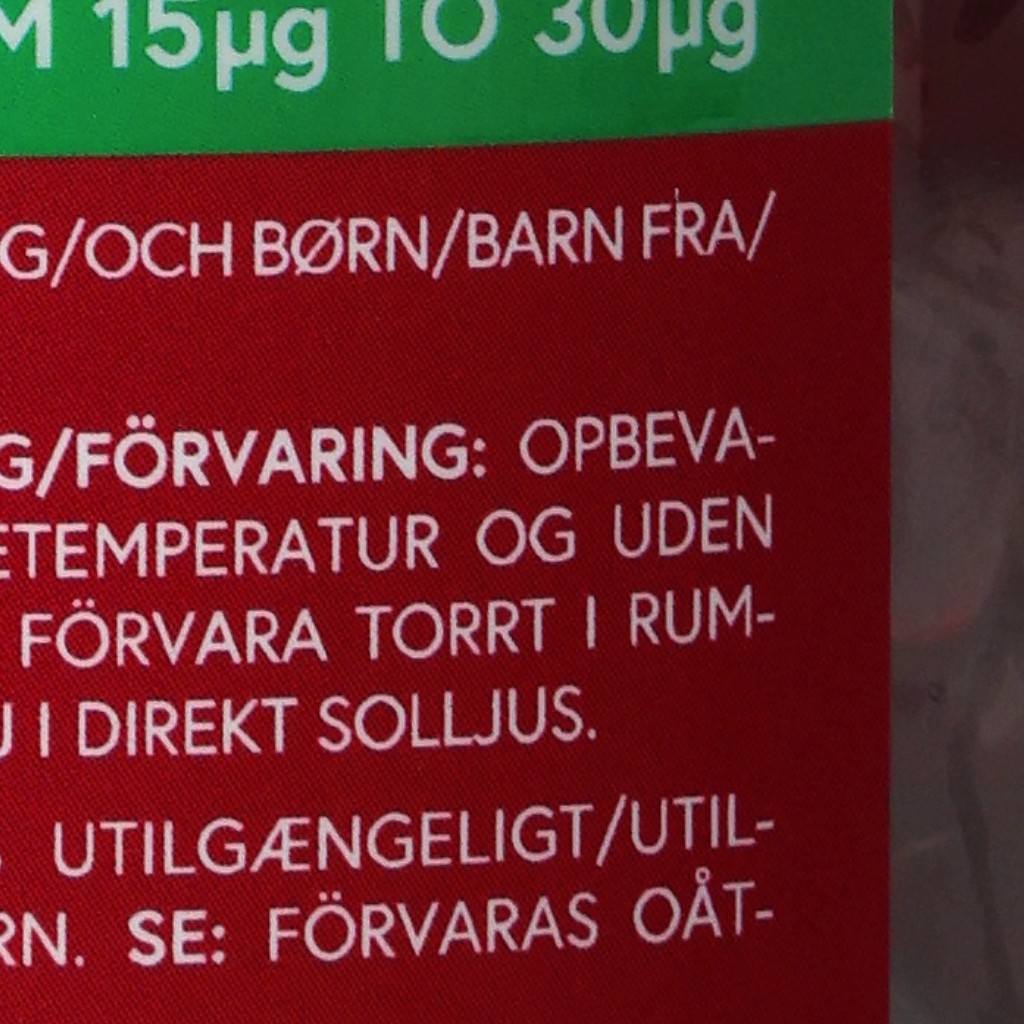 M 15µg TO 30µg
G/OCH BØRN/BARN FRA/
G/FÖRVARING: OPBEVA-
ETEMPERATUR OG UDEN
FÖRVARA TORRT I RUM-
J I DIREKT SOLLJUS.
UTILGÆNGELIGT/UTIL-
RN. SE: FÖRVARAS OÅT-